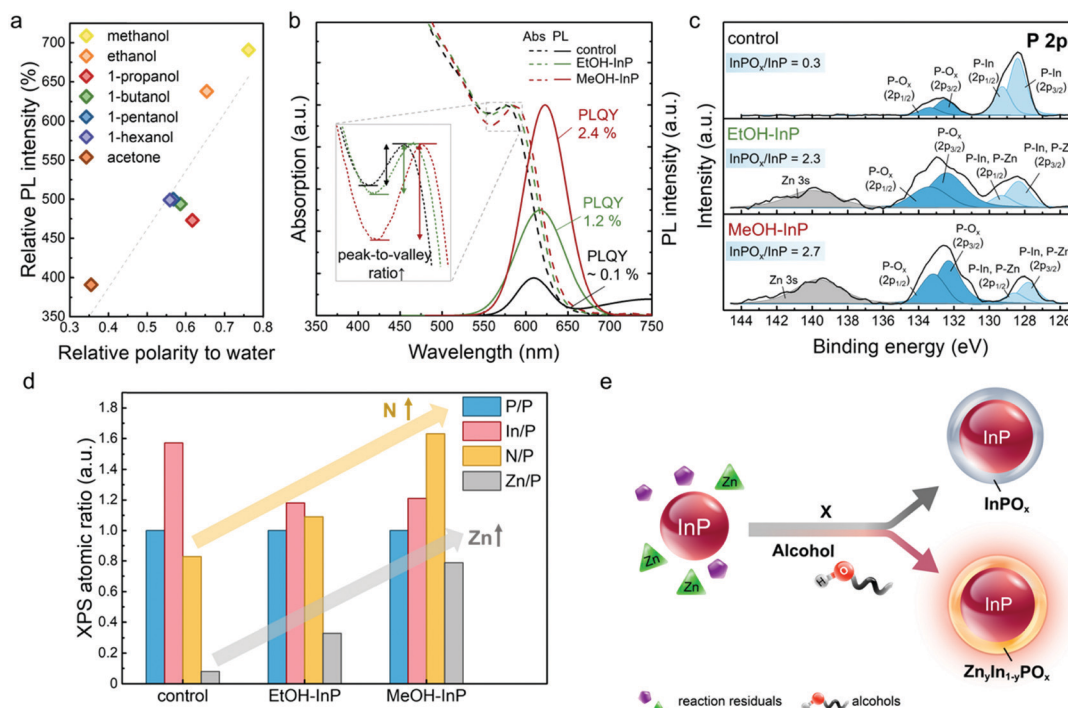 a
Relative PL intensity (%)
700
650
600
550
500
450
400
350
methanol
ethanol
1-propanol
1-butanol
1-pentanol
1-hexanol
acetone
0.3 0.4 0.5 0.6 0.7 0.8
Relative polarity to water
b
Absorption (a.u.)
Abs PL
control
EtOH-InP
MeOH-InP
PLQY
2.4 %
PLQY
1.2 %
PLQY
~ 0.1 %
peak-to-valley
ratio↑
PL intensity (a.u.)
350 400 450 500 550 600 650 700 750
Wavelength (nm)
c
Intensity (a.u.)
control
P 2p
InPOx/InP = 0.3
P-Ox
(2p1/2)
P-Ox
(2p3/2)
P-In
(2p1/2)
P-In
(2p3/2)
EtOH-InP
InPOx/InP = 2.3
Zn 3s
P-Ox
(2p1/2)
P-Ox
(2p3/2)
P-In, P-Zn
(2p1/2)
P-In, P-Zn
(2p3/2)
MeOH-InP
InPOx/InP = 2.7
Zn 3s
P-Ox
(2p1/2)
P-Ox
(2p3/2)
P-In, P-Zn
(2p1/2)
P-In, P-Zn
(2p3/2)
144 140 136 132 128 124
Binding energy (eV)
d
XPS atomic ratio (a.u.)
1.8
1.6
1.4
1.2
1.0
0.8
0.6
0.4
0.2
0.0
N↑
Zn↑
P/P
In/P
N/P
Zn/P
control EtOH-InP MeOH-InP
e
Zn
InP
Zn
Zn
X
Alcohol
H O
InP
InPOx
InP
ZnyIn1-yPOx
reaction residuals
alcohols